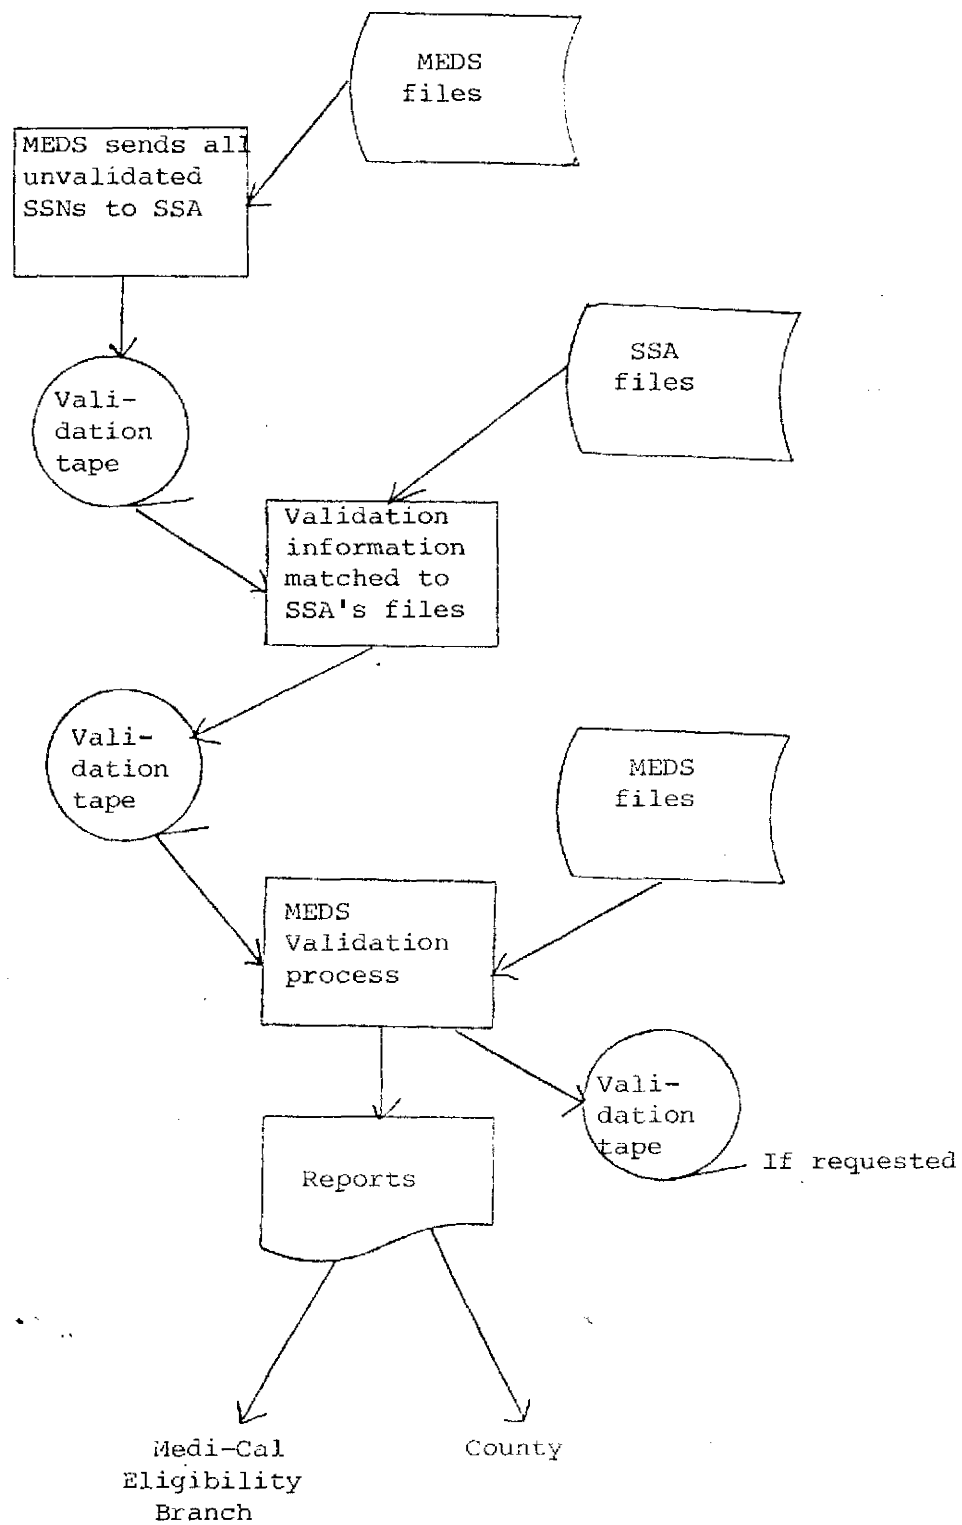 MEDS
files
MEDS sends all
unvalidated
SSNs to SSA
SSA
files
Vali-
dation
tape
Validation
information
matched to
SSA's files
Vali-
dation
tape
MEDS
files
MEDS
Validation
process
Vali-
dation
tape
If requested
Reports
Medi-Cal
Eligibility
Branch
County